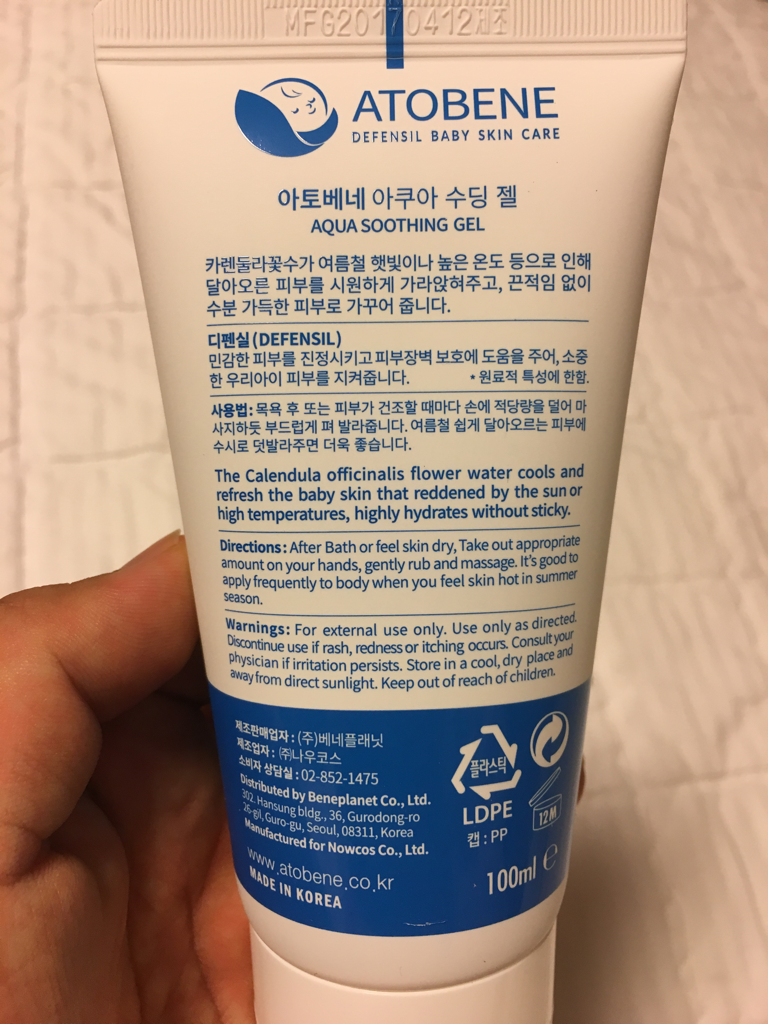 MFG20170412제조
ATOBENE
DEFENSIL BABY SKIN CARE
아토베네 아쿠아 수딩 젤
AQUA SOOTHING GEL
카렌둘라꽃수가 여름철 햇빛이나 높은 온도 등으로 인해
달아오른 피부를 시원하게 가라앉혀주고, 끈적임 없이
수분 가득한 피부로 가꾸어 줍니다.
디펜실(DEFENSIL)
민감한 피부를 진정시키고 피부장벽 보호에 도움을 주어, 소중
한 우리아이 피부를 지켜줍니다. * 원료적 특성에 한함.
사용법: 목욕 후 또는 피부가 건조할 때마다 손에 적당량을 덜어 마
사지하듯 부드럽게 펴 발라줍니다. 여름철 쉽게 달아오르는 피부에
수시로 덧발라주면 더욱 좋습니다.
The Calendula officinalis flower water cools and
refresh the baby skin that reddened by the sun or
high temperatures, highly hydrates without sticky.
Directions: After Bath or feel skin dry, Take out appropriate
amount on your hands, gently rub and massage. It's good to
apply frequently to body when you feel skin hot in summer
season.
Warnings: For external use only. Use only as directed.
Discontinue use if rash, redness or itching occurs. Consult your
physician if irritation persists. Store in a cool, dry place and
away from direct sunlight. Keep out of reach of children.
제조판매업자 : (주)베네플래닛
제조업자 : ㈜나우코스
소비자 상담실 : 02-852-1475
Distributed by Beneplanet Co., Ltd.
302. Hansung bldg., 36, Gurodong-ro
26-gil, Guro-gu, Seoul, 08311, Korea
Manufactured for Nowcos Co., Ltd.
www.atobene.co.kr
MADE IN KOREA
플라스틱
LDPE
캡 : PP
12M
100ml ℮